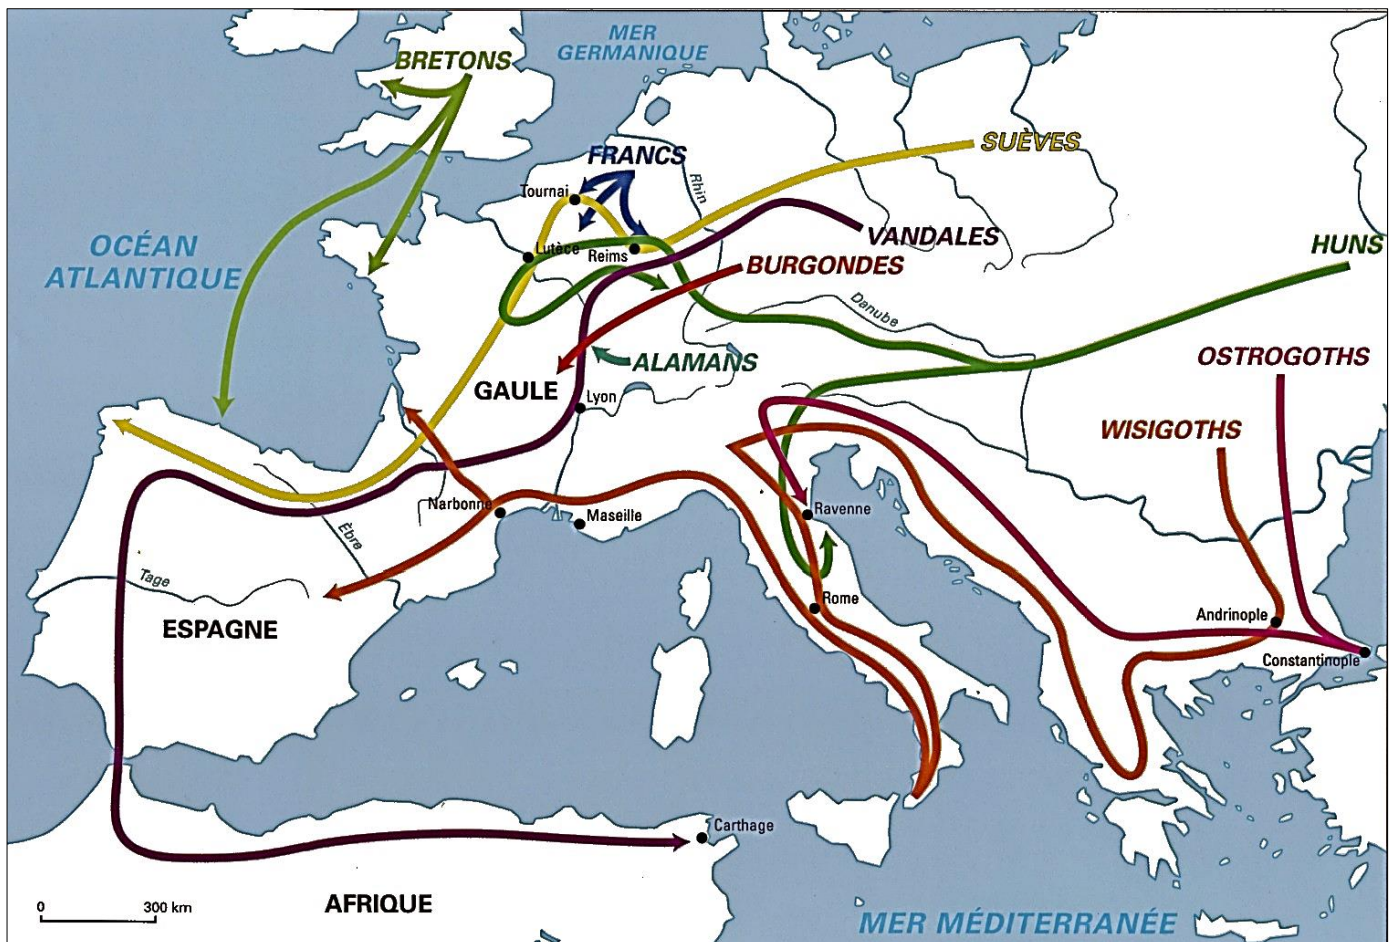 MER
GERMANIQUE
BRETONS
SUÈVES
FRANCS
Tournai
Rhin
VANDALES
HUNS
OCÉAN
ATLANTIQUE
Lutèce
Reims
BURGONDES
Danube
OSTROGOTHS
ALAMANS
GAULE
Lyon
WISIGOTHS
Narbonne
Maseille
Ravenne
Èbre
Tage
Rome
Andrinople
ESPAGNE
Constantinople
Carthage
0 300 km
AFRIQUE
MER MÉDITERRANÉE